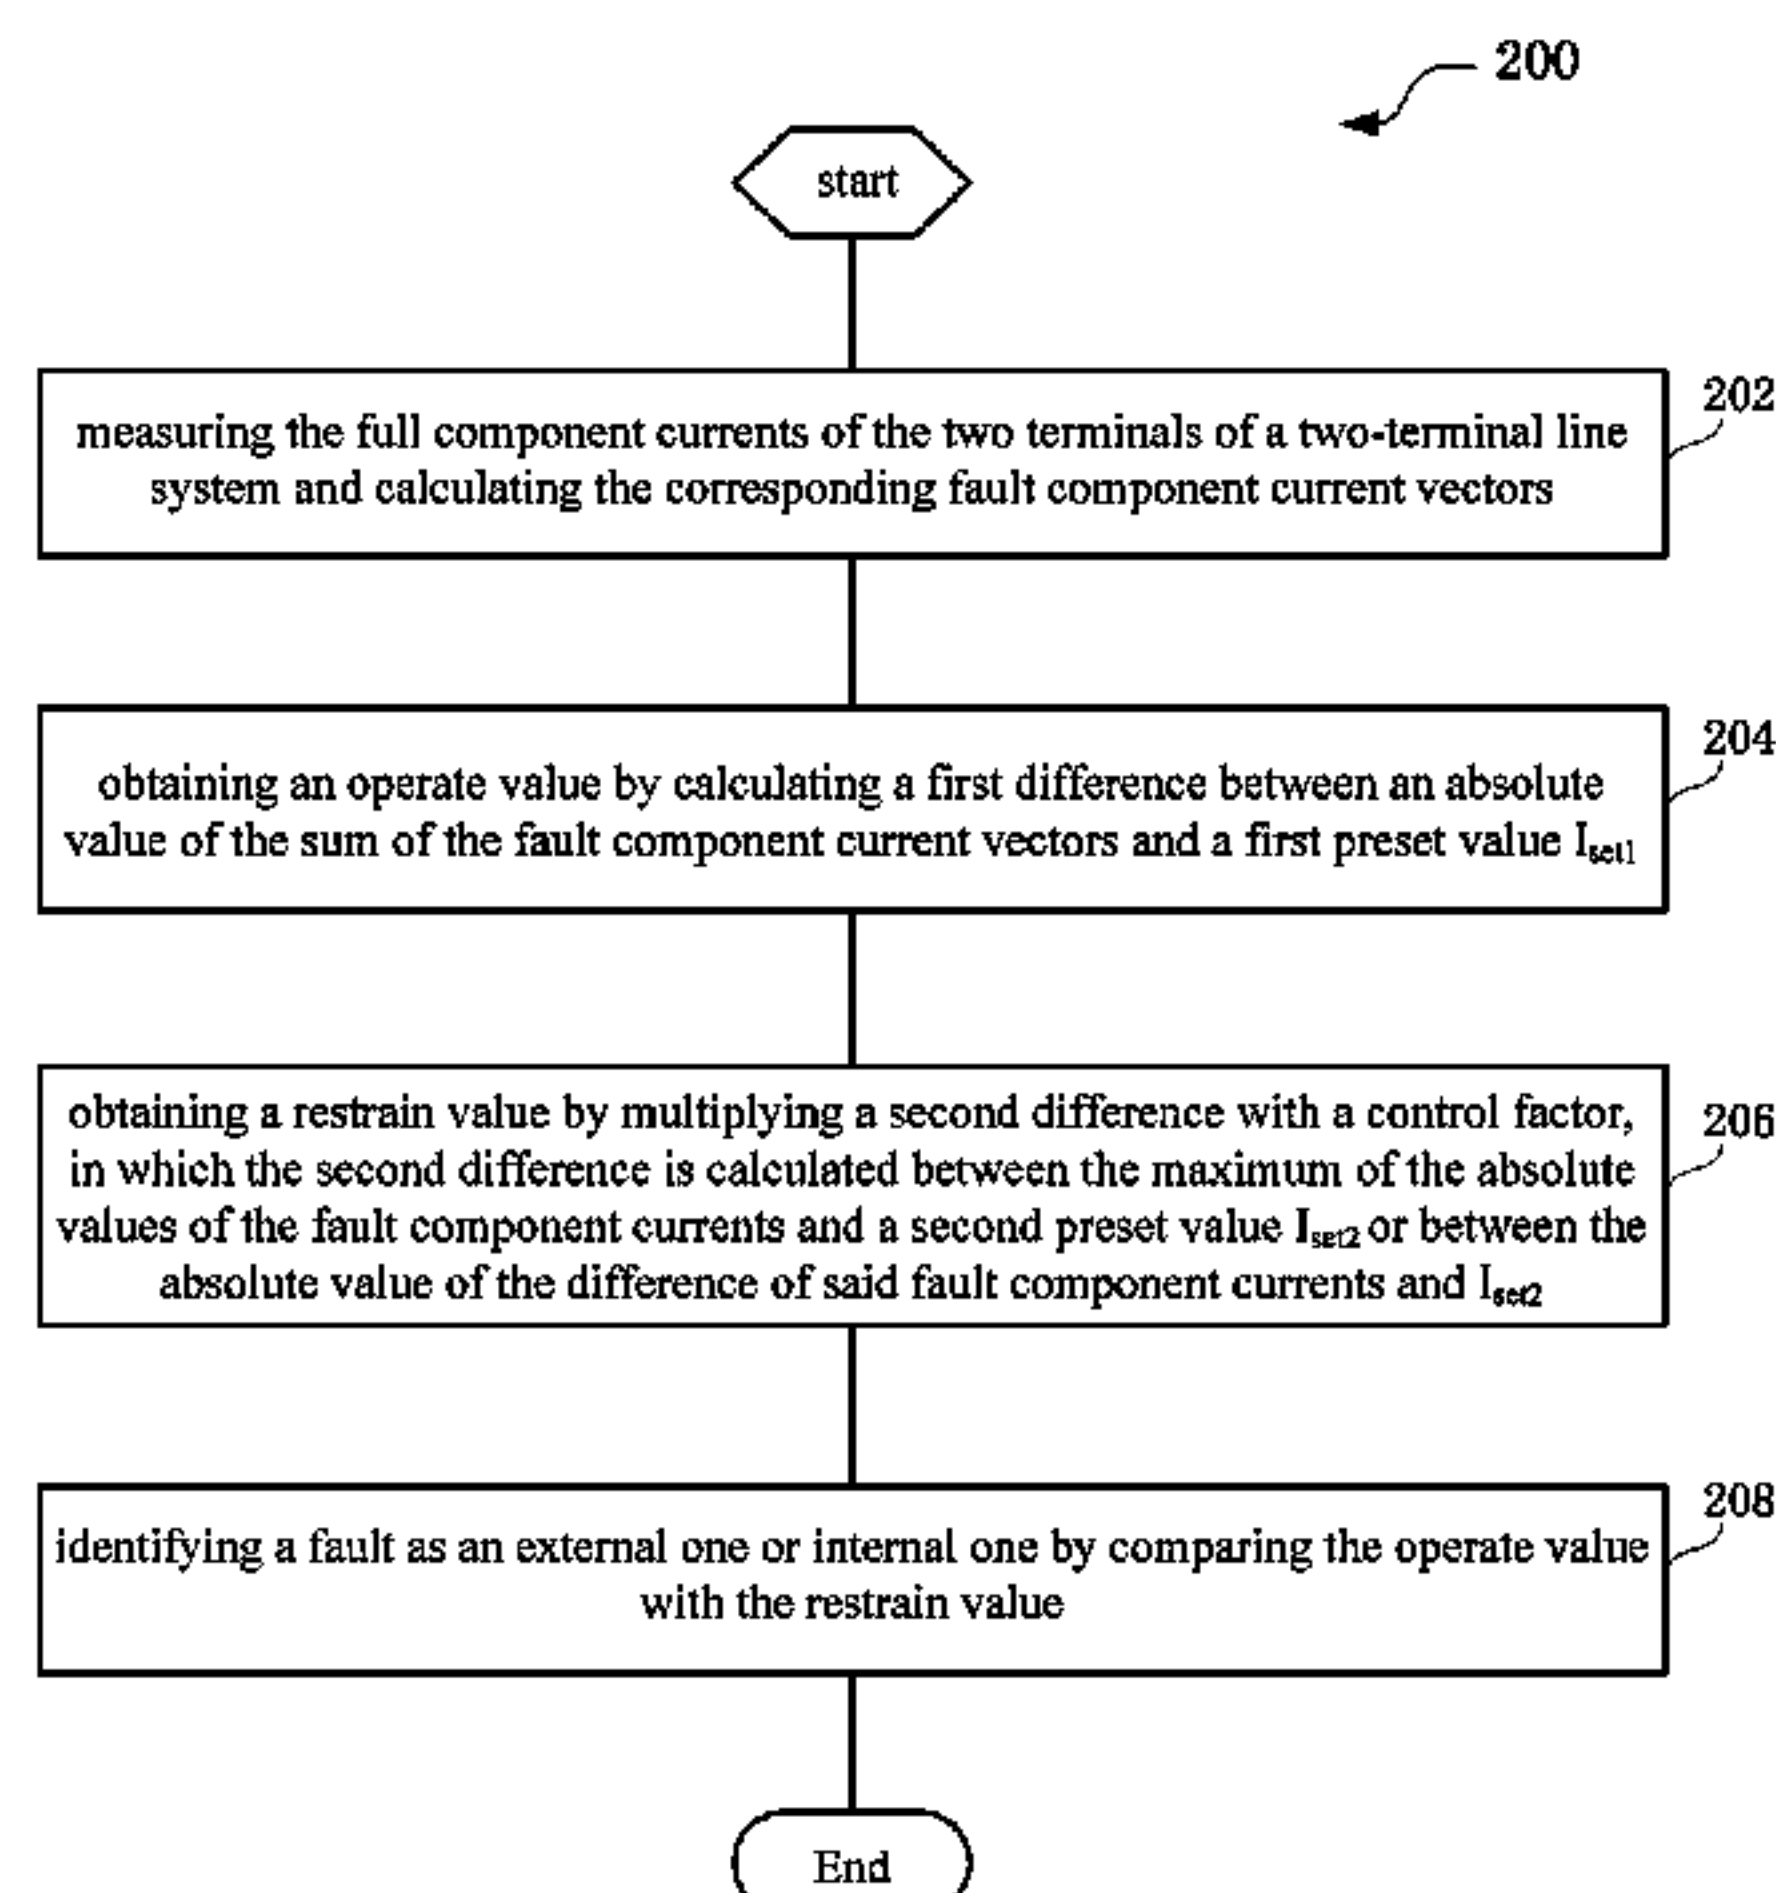 200
start
202
measuring the full component currents of the two terminals of a two-terminal line
system and calculating the corresponding fault component current vectors
204
obtaining an operate value by calculating a first difference between an absolute
value of the sum of the fault component current vectors and a first preset value Iset1
206
obtaining a restrain value by multiplying a second difference with a control factor,
in which the second difference is calculated between the maximum of the absolute
values of the fault component currents and a second preset value Iset2 or between the
absolute value of the difference of said fault component currents and Iset2
208
identifying a fault as an external one or internal one by comparing the operate value
with the restrain value
End